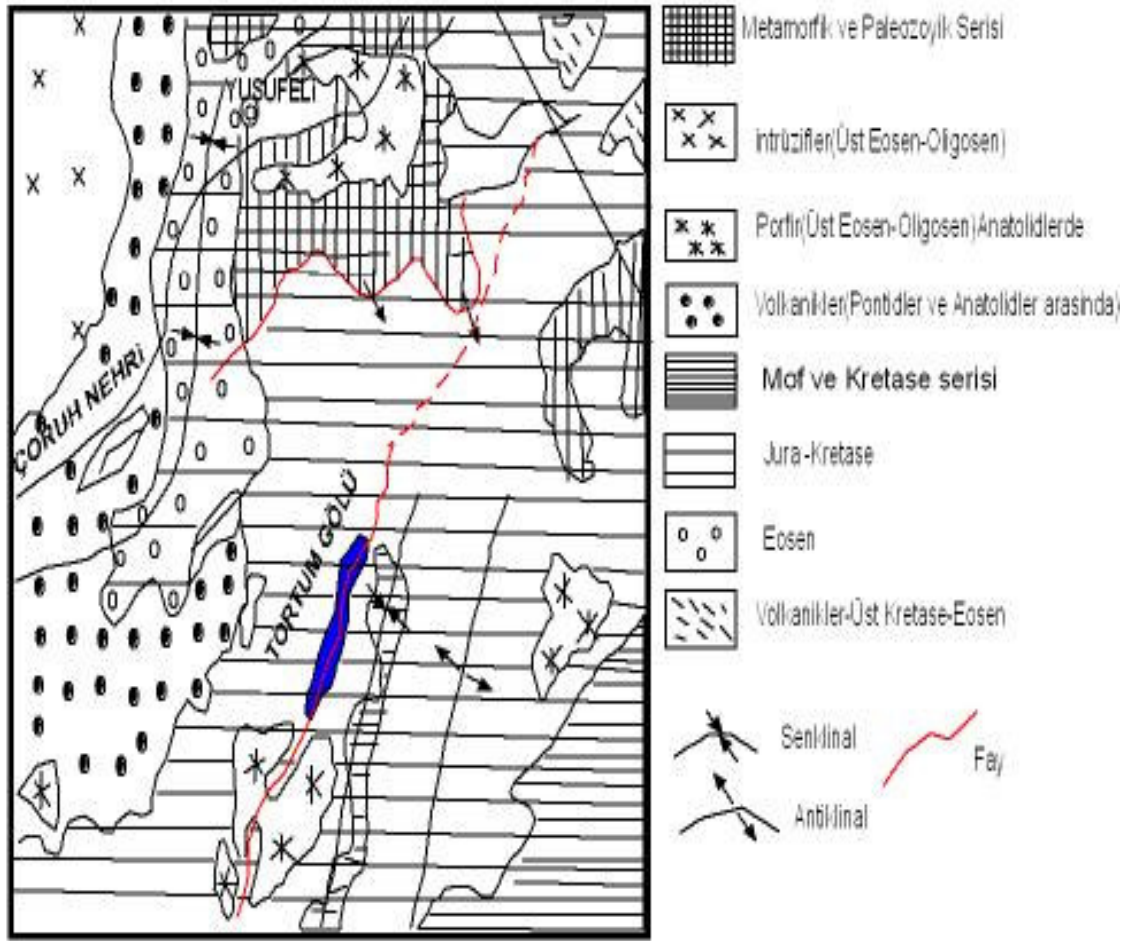 YUSUFELİ
ÇORUH NEHRİ
TORTUM GÖLÜ
Metamorfik ve Paleozoyik Serisi
İntrüzifler(Üst Eosen-Oligosen)
Porfir(Üst Eosen-Oligosen)Anatolidlerde
Volkanikler(Pontidler ve Anatolidler arasinda)
Mof ve Kretase serisi
Jura-Kretase
Eosen
Volkanikler-Üst Kretase-Eosen
Senklinal
Fay
Antiklinal